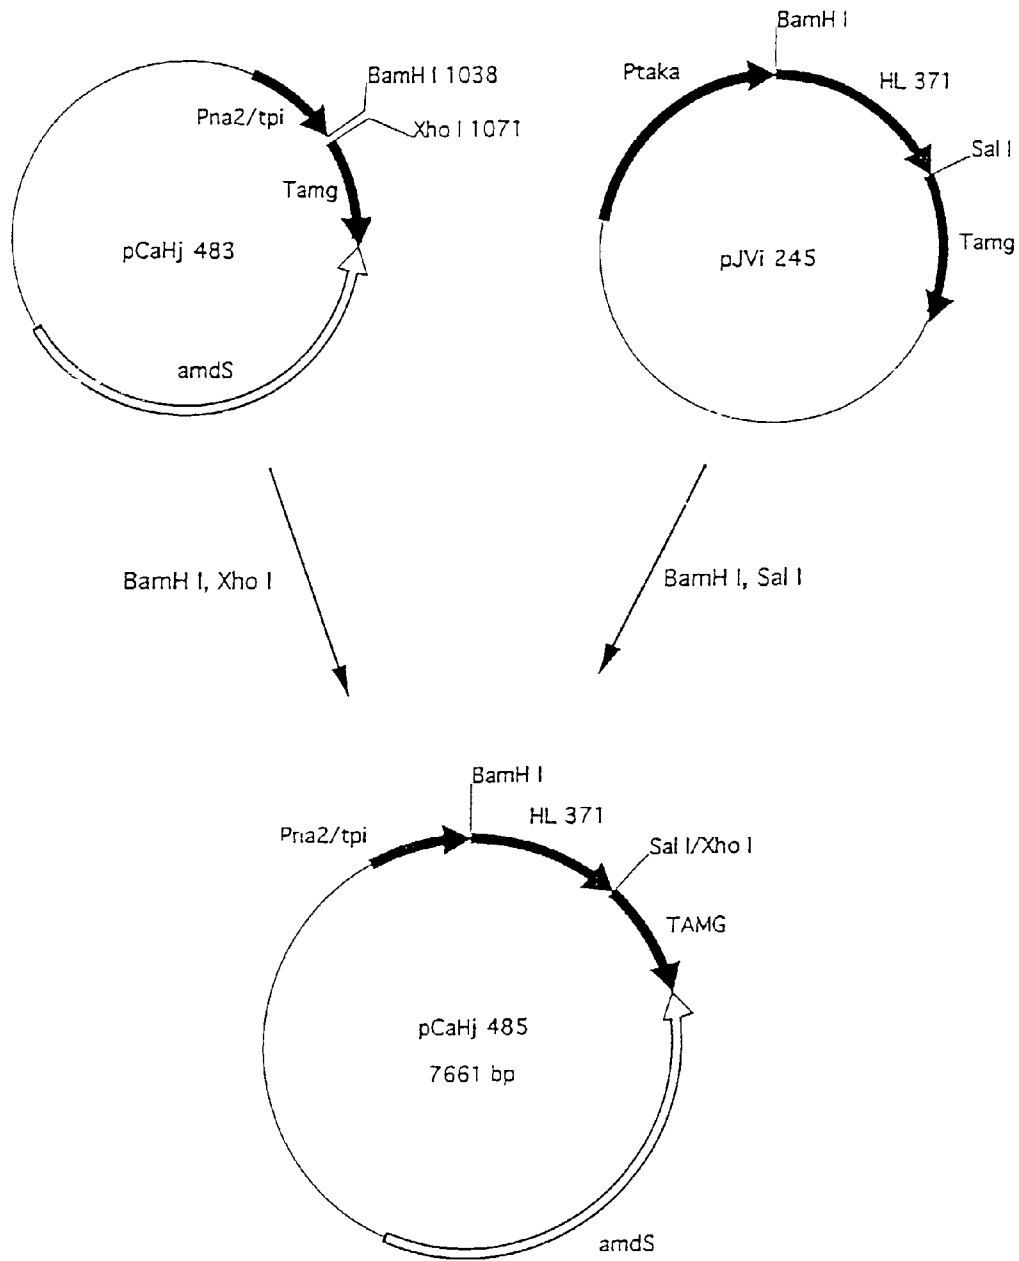 BamH I 1038
Pna2/tpi
Xho I 1071
Tamg
pCaHj 483
amdS
BamH I
Ptaka
HL 371
Sal I
Tamg
pJVi 245
BamH I, Xho I
BamH I, Sal I
BamH I
HL 371
Pna2/tpi
Sal I/Xho I
TAMG
pCaHj 485
7661 bp
amdS